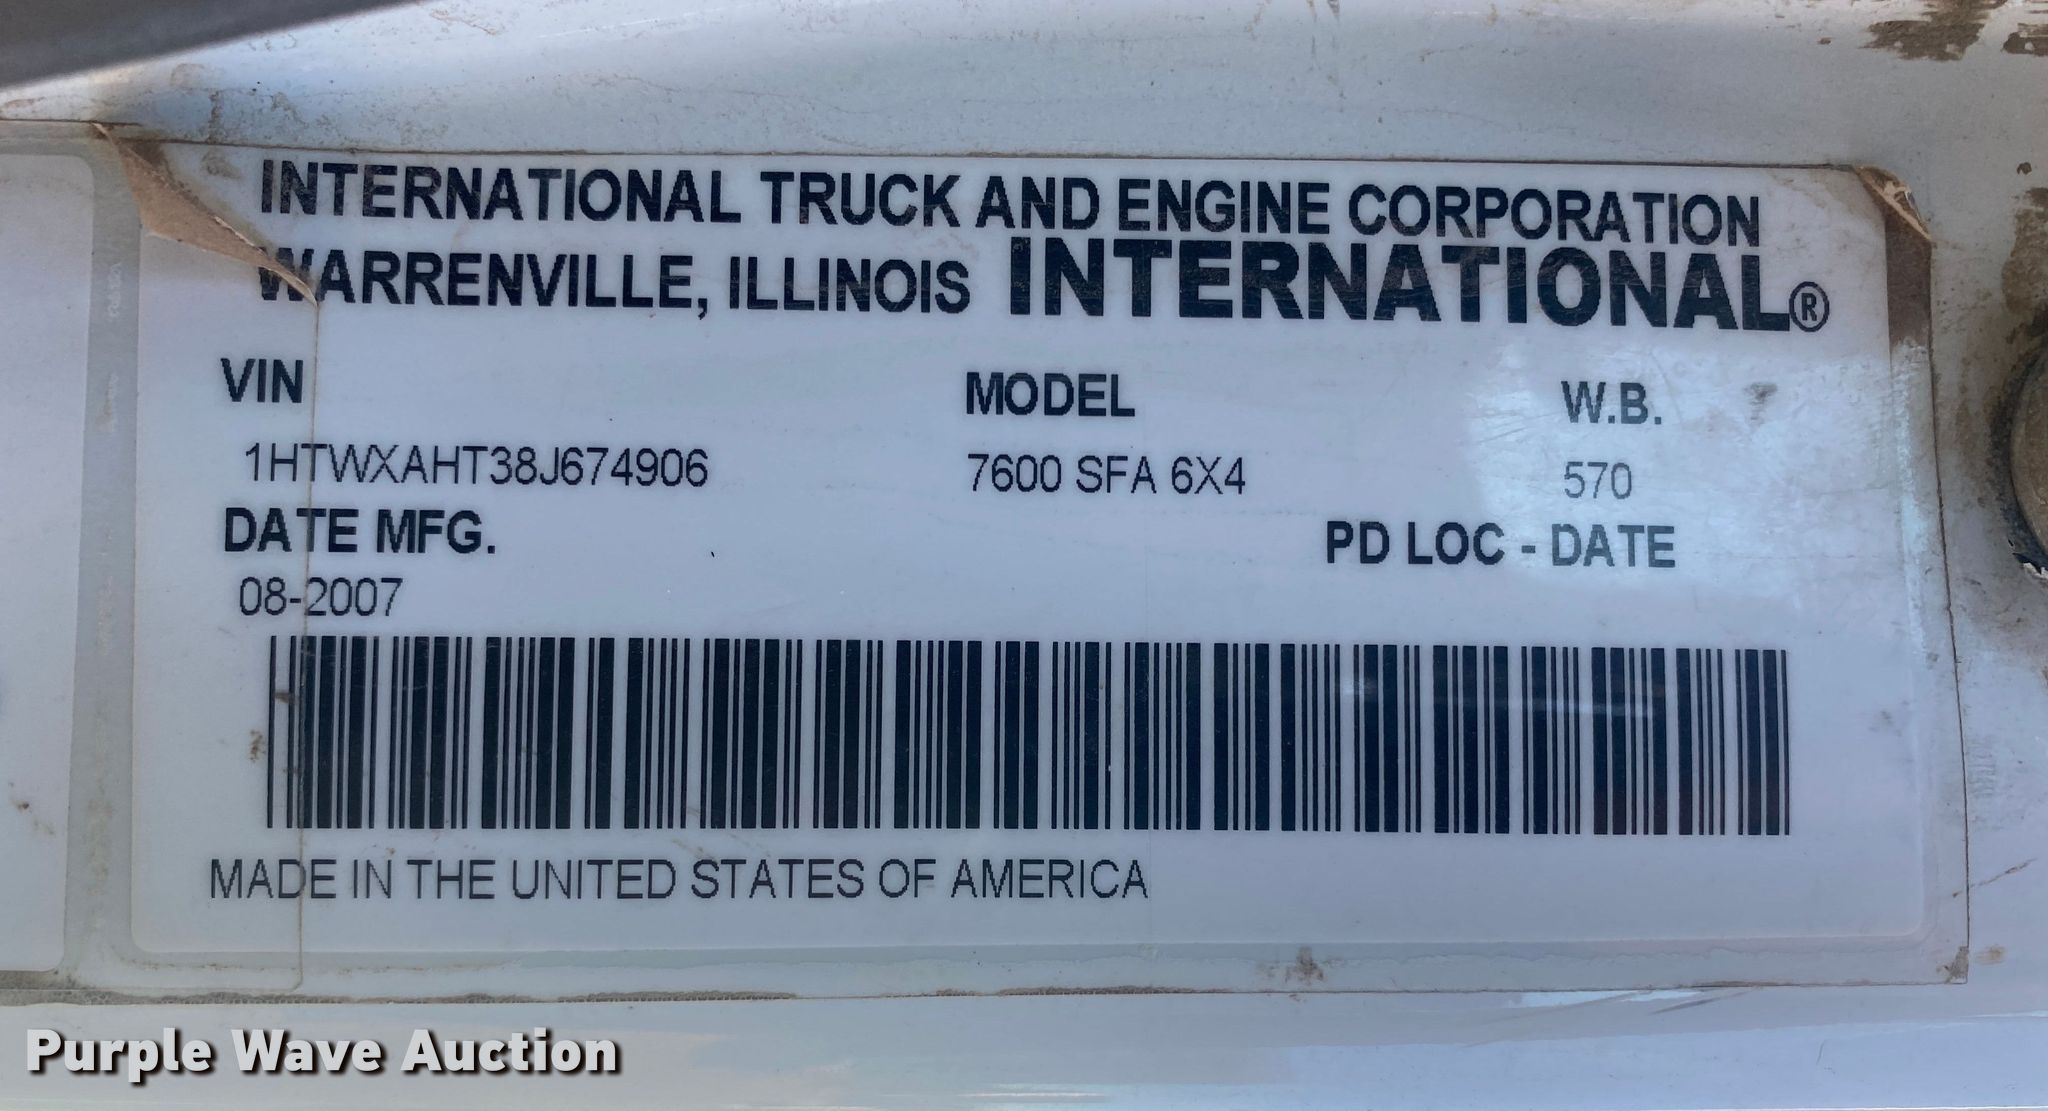 INTERNATIONAL TRUCK AND ENGINE CORPORATION
WARRENVILLE, ILLINOIS INTERNATIONAL®
VIN MODEL W.B.
1HTWXAHT38J674906 7600 SFA 6X4 570
DATE MFG. PD LOC - DATE
08-2007
MADE IN THE UNITED STATES OF AMERICA
Purple Wave Auction